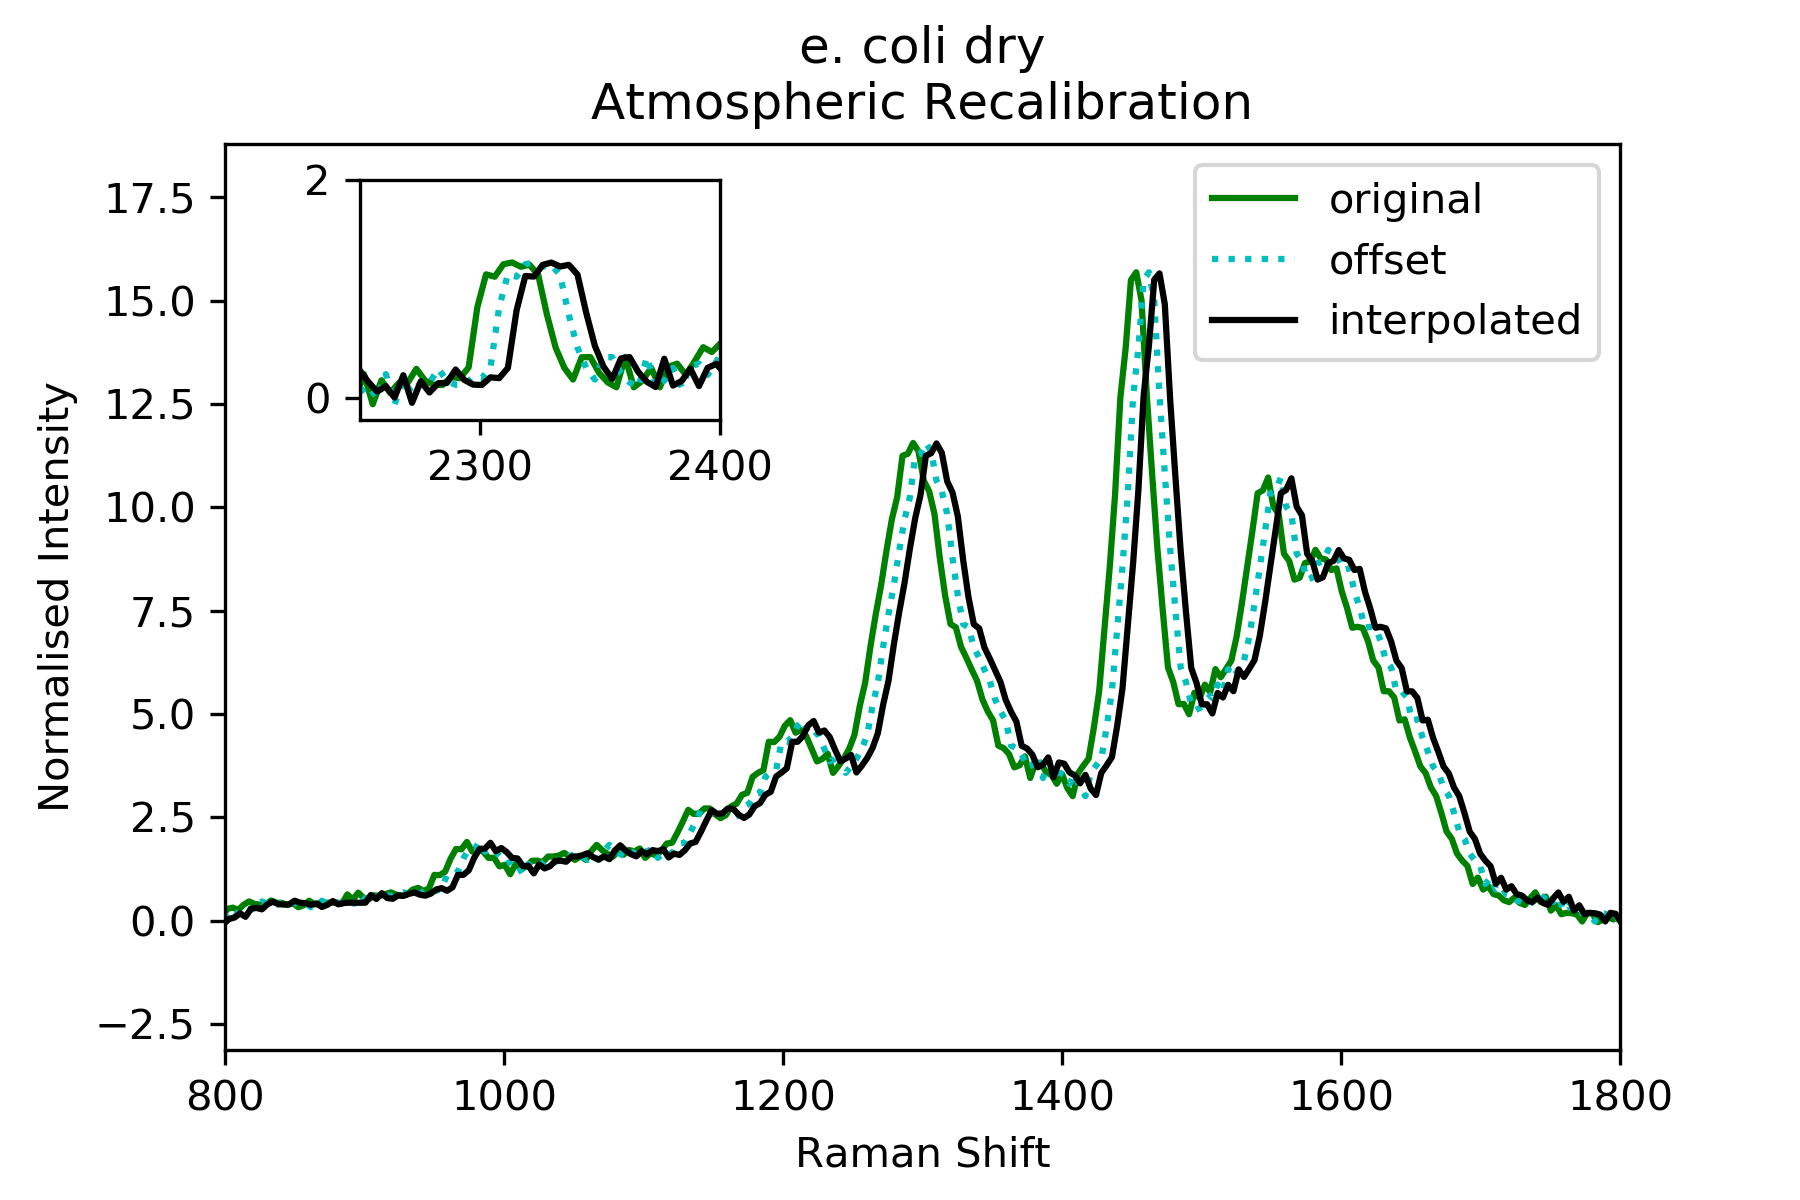 e. coli dry
Atmospheric Recalibration
original
offset
interpolated
2
0
2300 2400
17.5
15.0
12.5
10.0
7.5
5.0
2.5
0.0
−2.5
Normalised Intensity
800 1000 1200 1400 1600 1800
Raman Shift